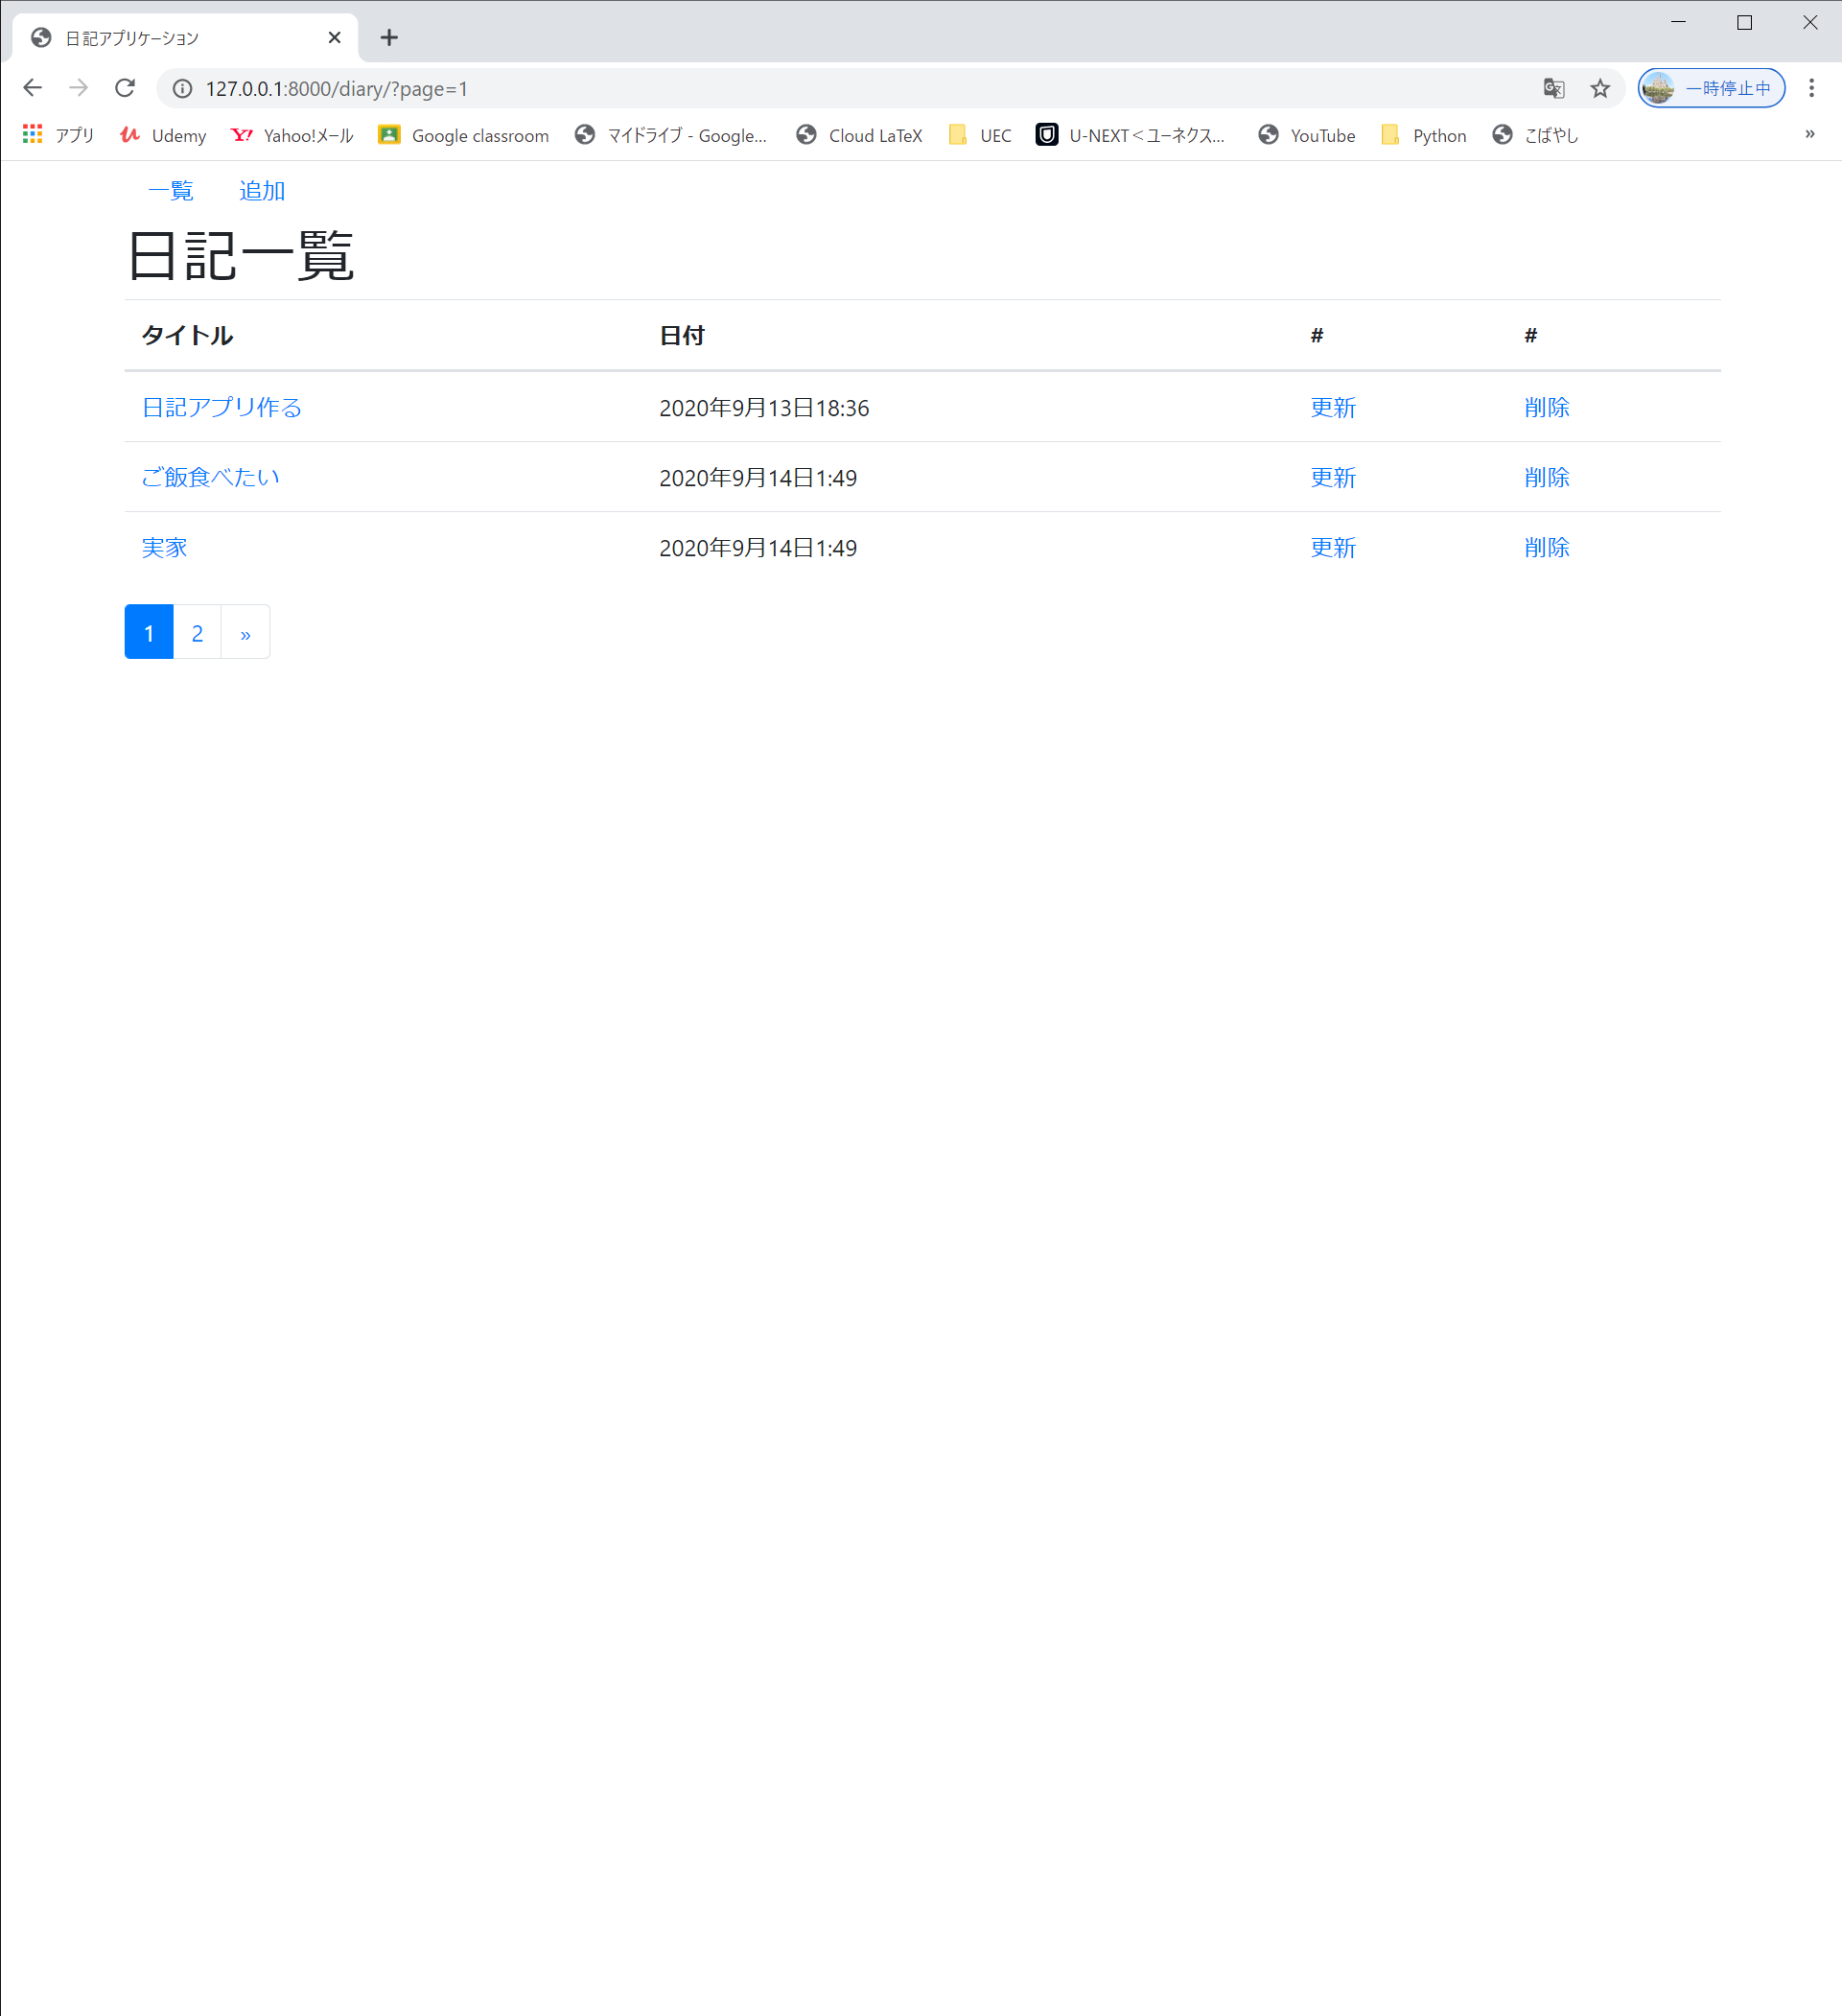 日記アプリケーション
127.0.0.1:8000/diary/?page=1
一時停止中
アプリ Udemy Yahoo!メール Google classroom マイドライブ - Google... Cloud LaTeX UEC U-NEXT<ユーネクス... YouTube Python こばやし »
一覧 追加
日記一覧
タイトル 日付 # #
日記アプリ作る 2020年9月13日18:36 更新 削除
ご飯食べたい 2020年9月14日1:49 更新 削除
実家 2020年9月14日1:49 更新 削除
1 2 »